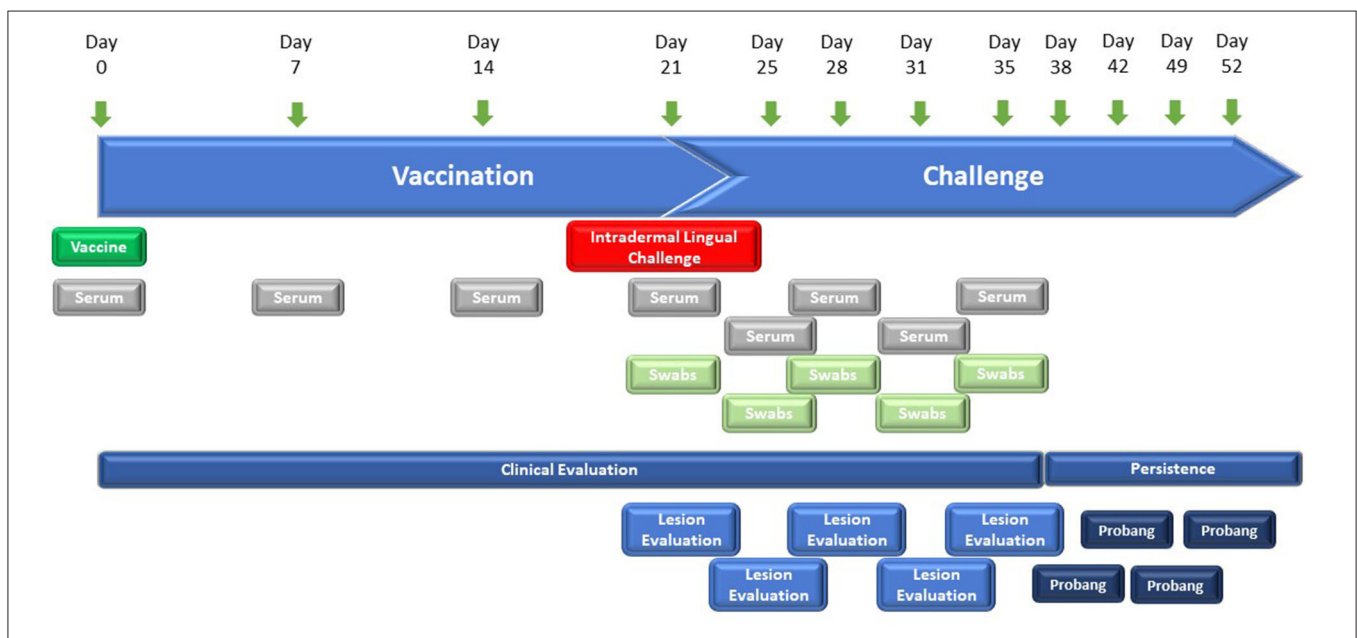 Day Day Day Day Day Day Day Day Day Day Day Day
0 7 14 21 25 28 31 35 38 42 49 52
Vaccination Challenge
Vaccine
Intradermal Lingual
Challenge
Serum Serum Serum Serum Serum Serum
Serum Serum
Swabs Swabs Swabs
Swabs Swabs
Clinical Evaluation Persistence
Lesion Lesion Lesion
Evaluation Evaluation Evaluation
Probang Probang
Lesion Lesion
Evaluation Evaluation
Probang Probang